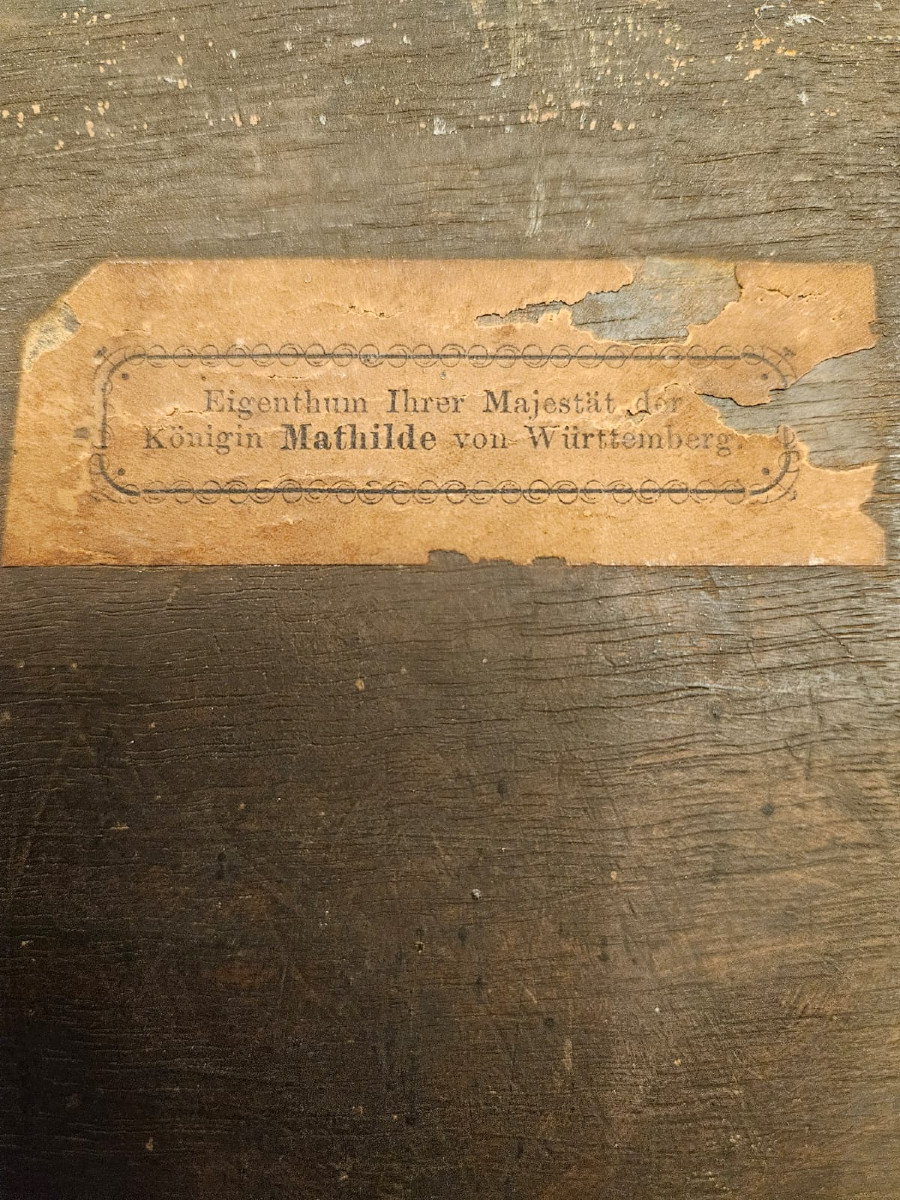 Eigenthum Ihrer Majestät der
Königin Mathilde von Württemberg.